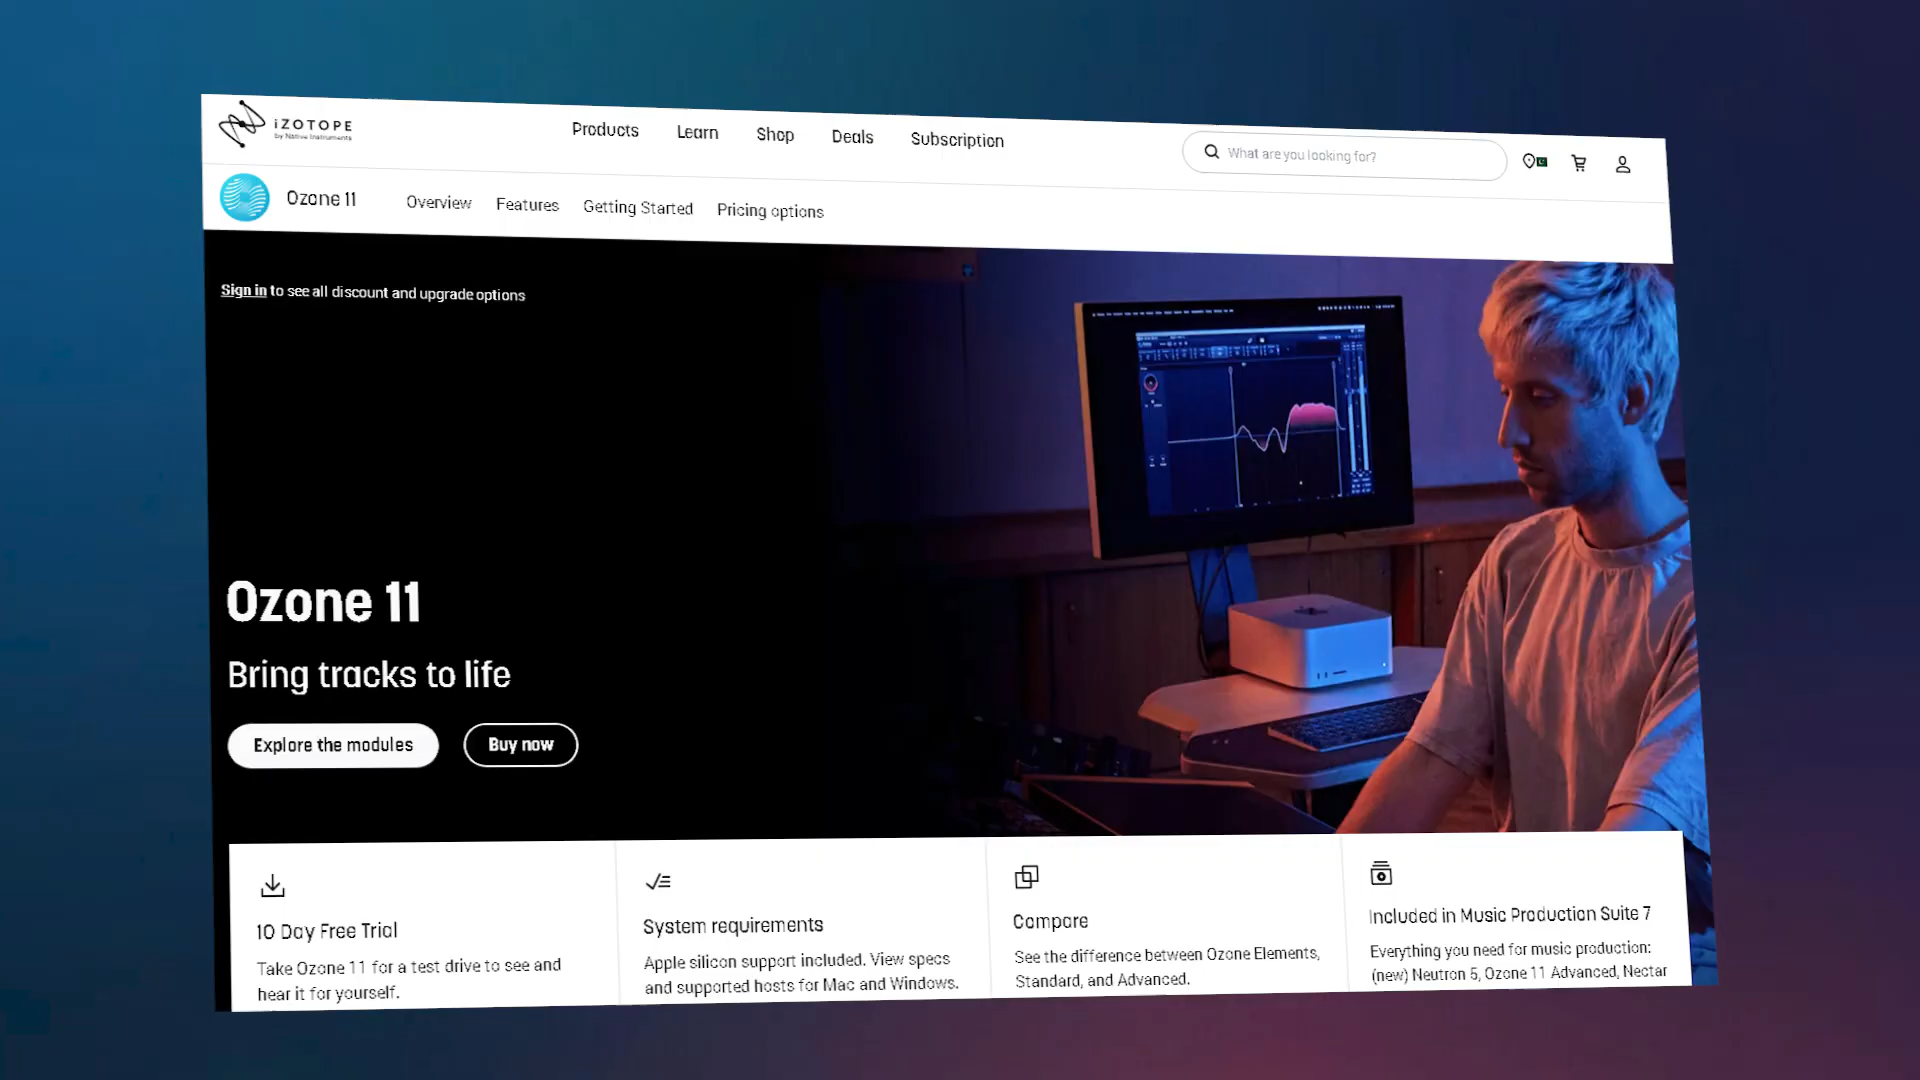 iZOTOPE
by Native Instruments
Products Learn Shop Deals Subscription
What are you looking for?
Ozone 11
Overview Features Getting Started Pricing options
Sign in to see all discount and upgrade options
Ozone 11
Bring tracks to life
Explore the modules
Buy now
10 Day Free Trial
Take Ozone 11 for a test drive to see and
hear it for yourself.
System requirements
Apple silicon support included. View specs
and supported hosts for Mac and Windows.
Compare
See the difference between Ozone Elements,
Standard, and Advanced.
Included in Music Production Suite 7
Everything you need for music production:
(new) Neutron 5, Ozone 11 Advanced, Nectar